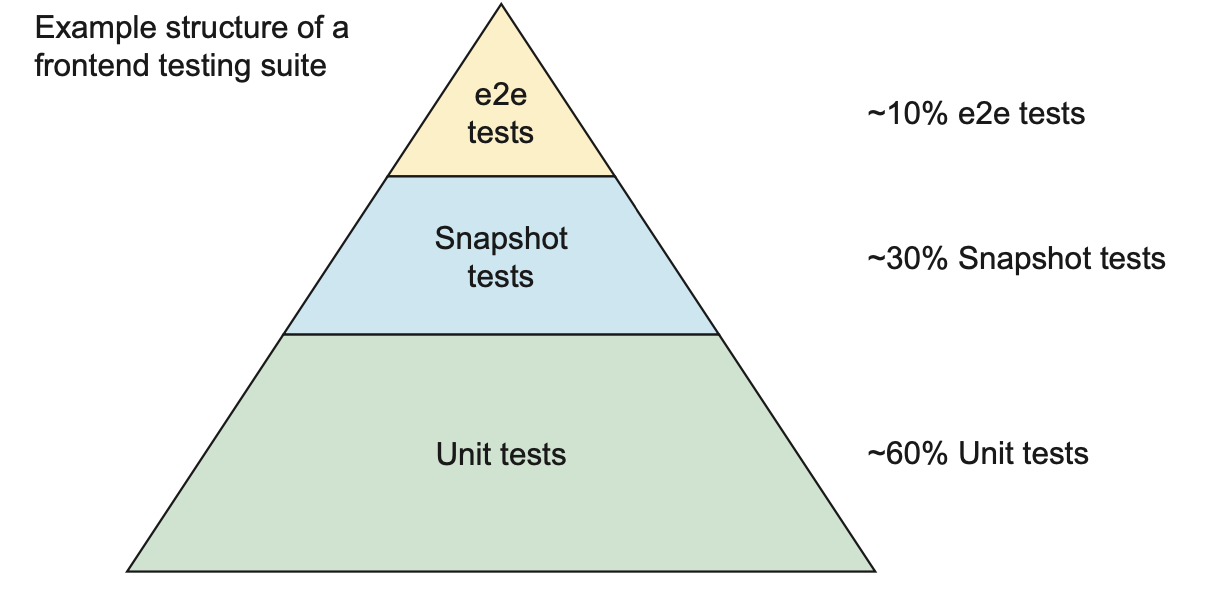 Example structure of a
frontend testing suite
e2e
tests
~10% e2e tests
Snapshot
tests
~30% Snapshot tests
Unit tests
~60% Unit tests